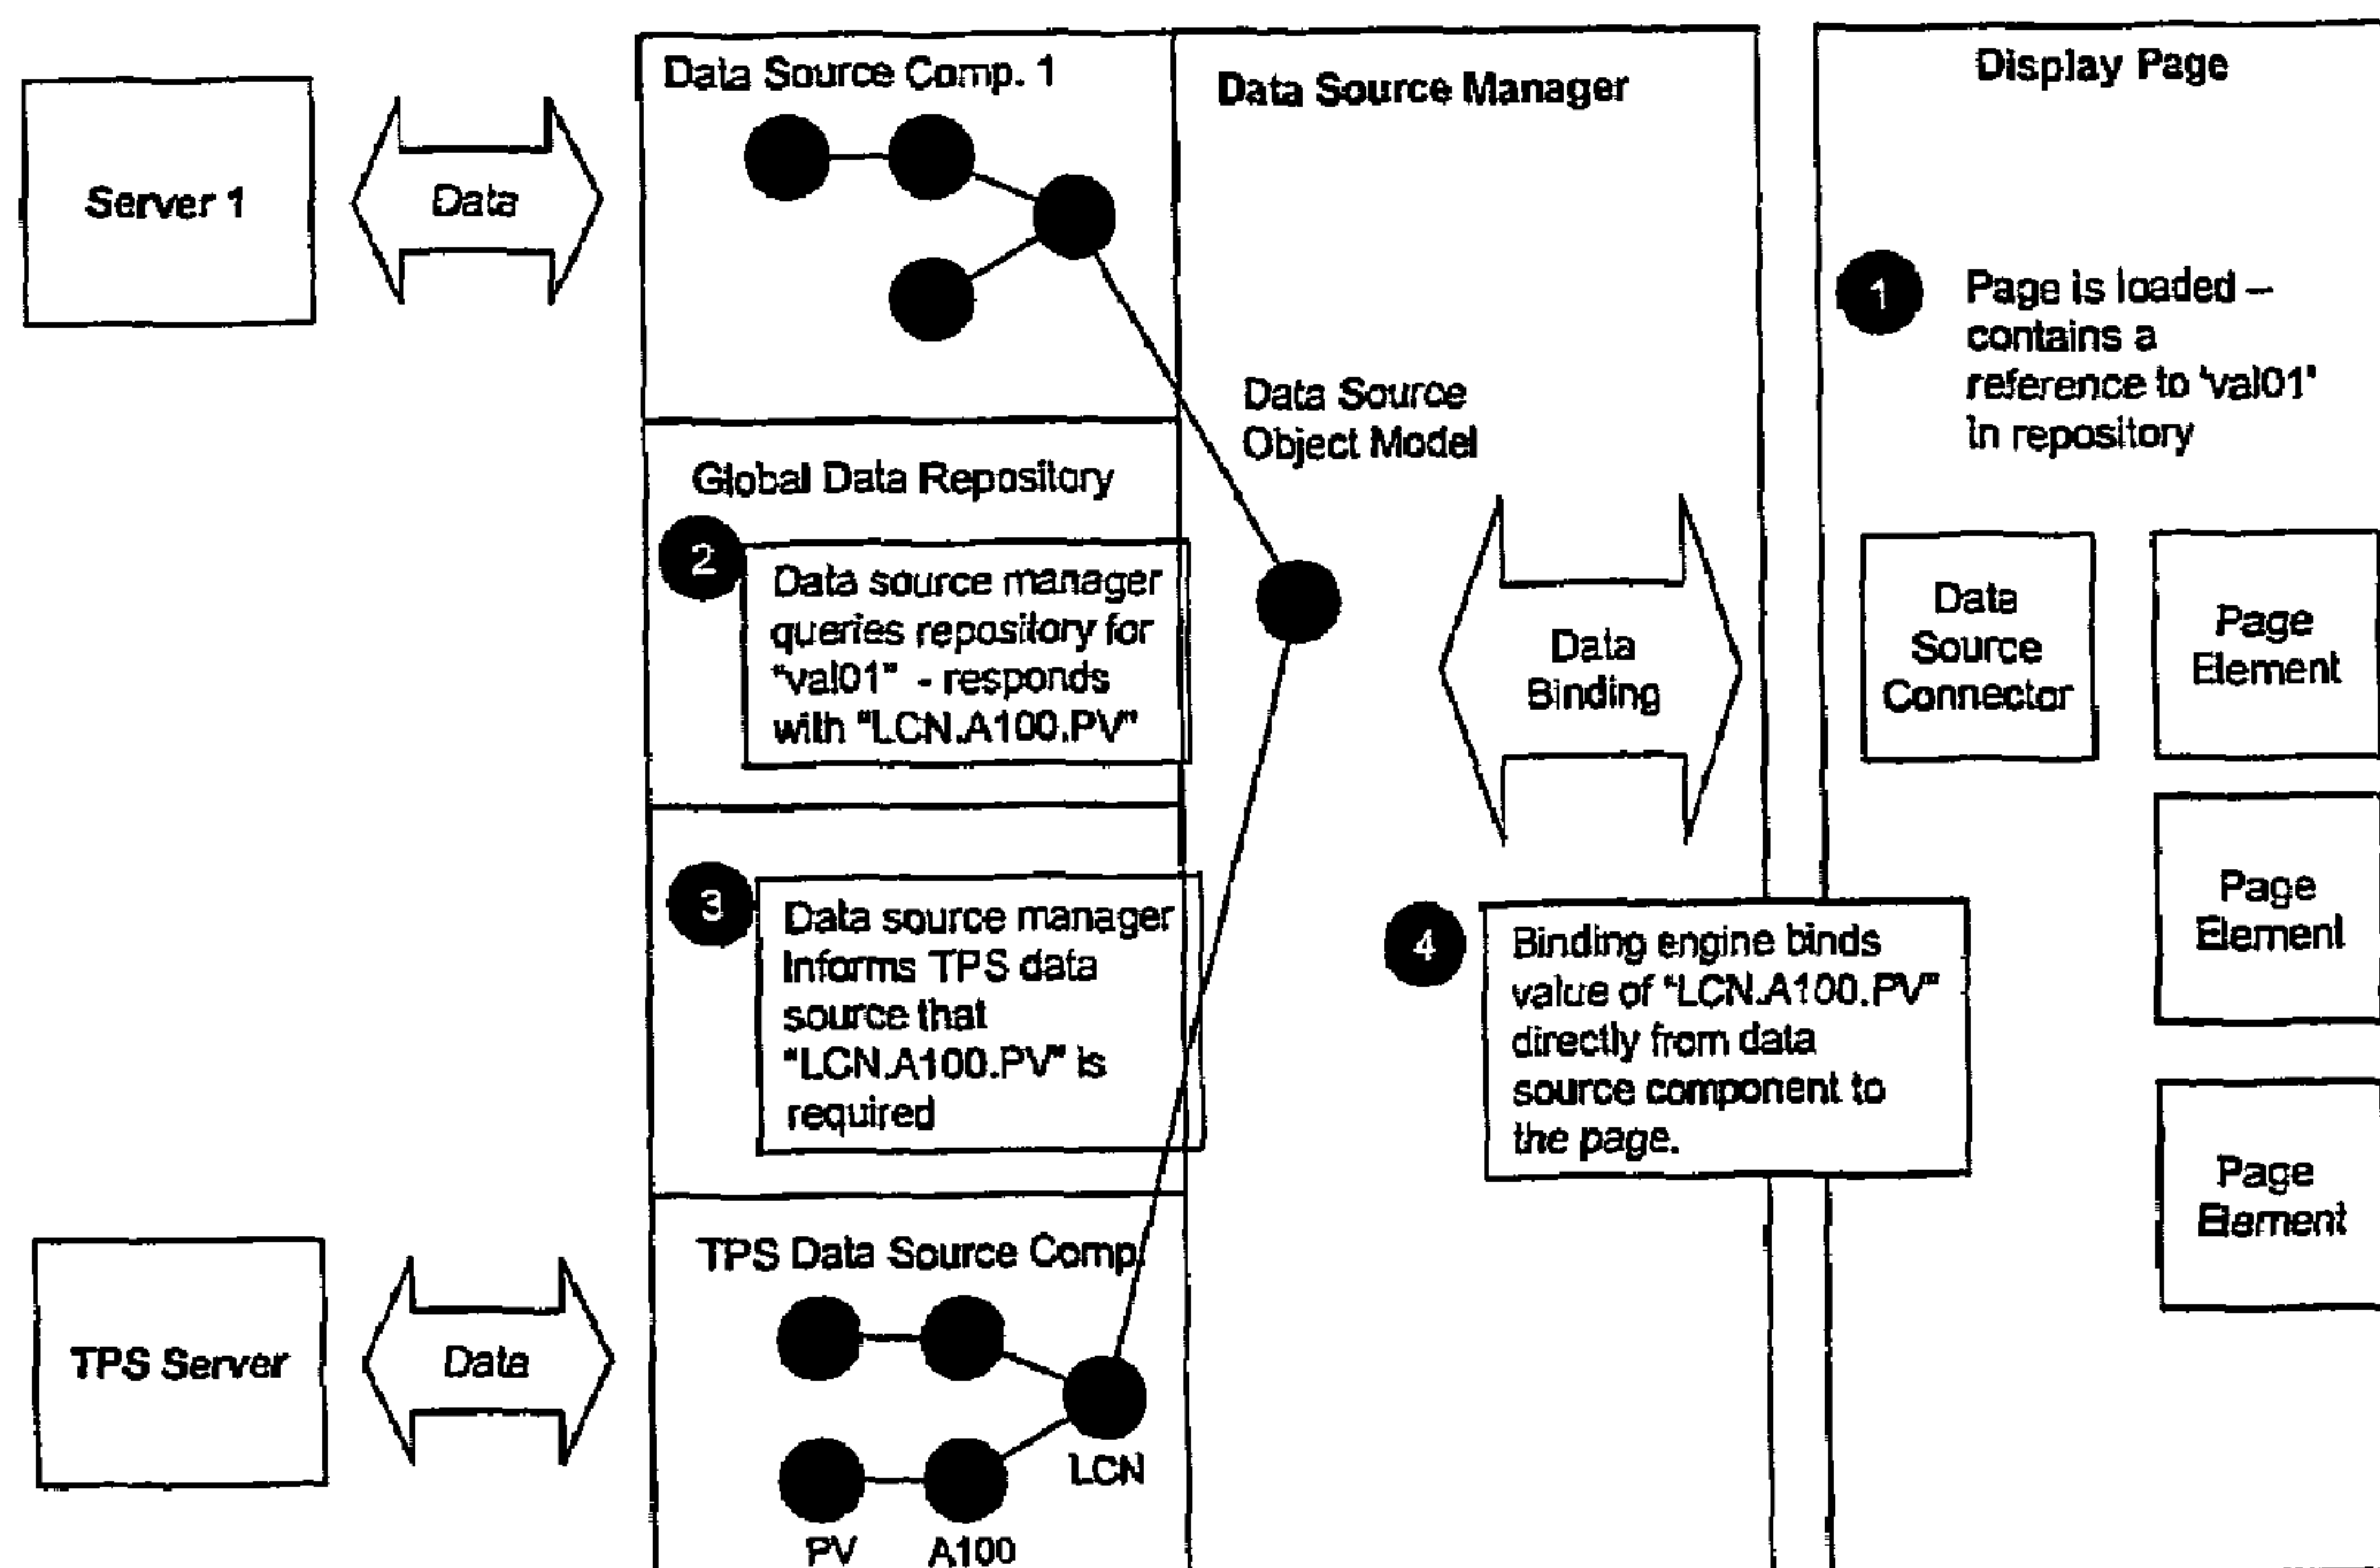 Data Source Comp. 1
Data Source Manager
Display Page
Server 1
Data
1
Page is loaded –
contains a
reference to 'val01"
in repository
Data Source
Object Model
Global Data Repository
2
Data source manager
queries repository for
"val01" - responds
with "LCN.A100.PV"
Data
Binding
Data
Source
Connector
Page
Element
3
Data source manager
Informs TPS data
source that
"LCN.A100.PV" is
required
4
Binding engine binds
value of "LCN.A100.PV"
directly from data
source component to
the page.
Page
Element
Page
Element
TPS Data Source Comp.
TPS Server
Data
LCN
PV
A100